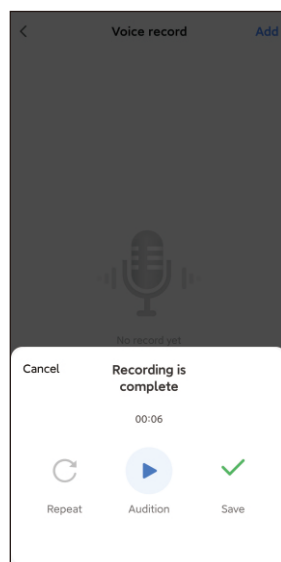 Voice record Add
No record yet
Cancel Recording is
complete
00:06
Repeat Audition Save